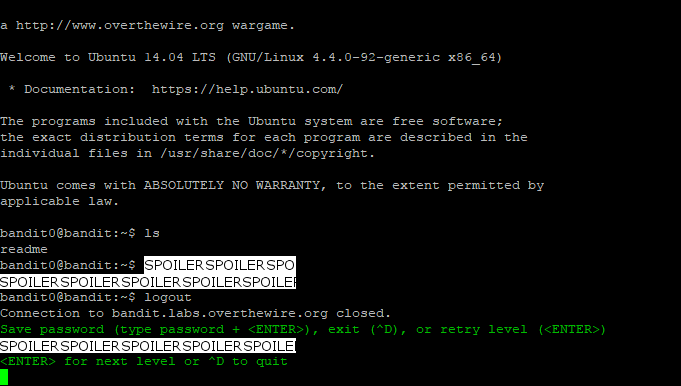 a http://www.overthewire.org wargame.
Welcome to Ubuntu 14.04 LTS (GNU/Linux 4.4.0-92-generic x86_64)
* Documentation:  https://help.ubuntu.com/
The programs included with the Ubuntu system are free software;
the exact distribution terms for each program are described in the
individual files in /usr/share/doc/*/copyright.
Ubuntu comes with ABSOLUTELY NO WARRANTY, to the extent permitted by
applicable law.
bandit0@bandit:~$ ls
readme
bandit0@bandit:~$ SPOILERSPOILERSPO
SPOILERSPOILERSPOILERSPOILERSPOILE
bandit0@bandit:~$ logout
Connection to bandit.labs.overthewire.org closed.
Save password (type password + <ENTER>), exit (^D), or retry level (<ENTER>)
SPOILERSPOILERSPOILERSPOILERSPOILE
<ENTER> for next level or ^D to quit